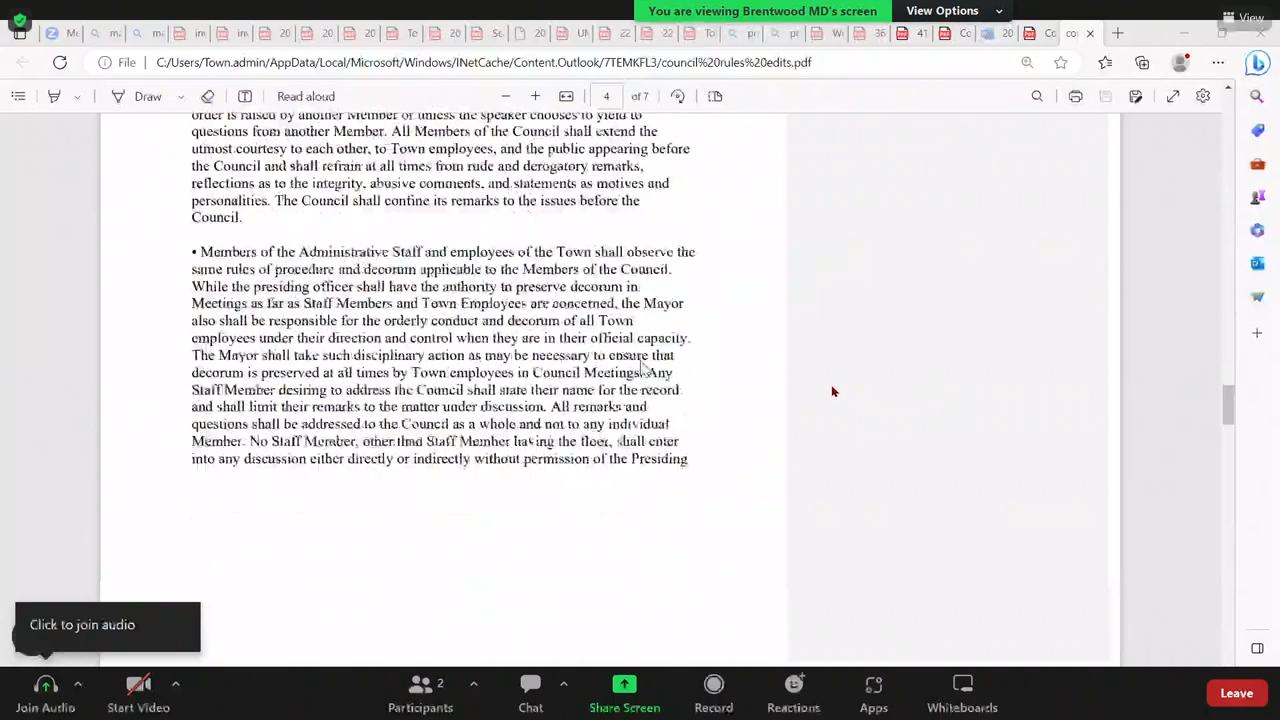 You are viewing Brentwood MD's screen
View Options
View
File
C:/Users/Town.admin/AppData/Local/Microsoft/Windows/INetCache/Content.Outlook/7TEMKFL3/council%20rules%20edits.pdf
Draw
Read aloud
4
of 7
order is raised by another Member or unless the speaker chooses to yield to
questions from another Member. All Members of the Council shall extend the
utmost courtesy to each other, to Town employees, and the public appearing before
the Council and shall refrain at all times from rude and derogatory remarks,
reflections as to the integrity, abusive comments, and statements as motives and
personalities. The Council shall confine its remarks to the issues before the
Council.
• Members of the Administrative Staff and employees of the Town shall observe the
same rules of procedure and decorum applicable to the Members of the Council.
While the presiding officer shall have the authority to preserve decorum in
Meetings as far as Staff Members and Town Employees are concerned, the Mayor
also shall be responsible for the orderly conduct and decorum of all Town
employees under their direction and control when they are in their official capacity.
The Mayor shall take such disciplinary action as may be necessary to ensure that
decorum is preserved at all times by Town employees in Council Meetings. Any
Staff Member desiring to address the Council shall state their name for the record
and shall limit their remarks to the matter under discussion. All remarks and
questions shall be addressed to the Council as a whole and not to any individual
Member. No Staff Member, other than Staff Member having the floor, shall enter
into any discussion either directly or indirectly without permission of the Presiding
Click to join audio
Join Audio
Start Video
2
Participants
Chat
Share Screen
Record
Reactions
Apps
Whiteboards
Leave